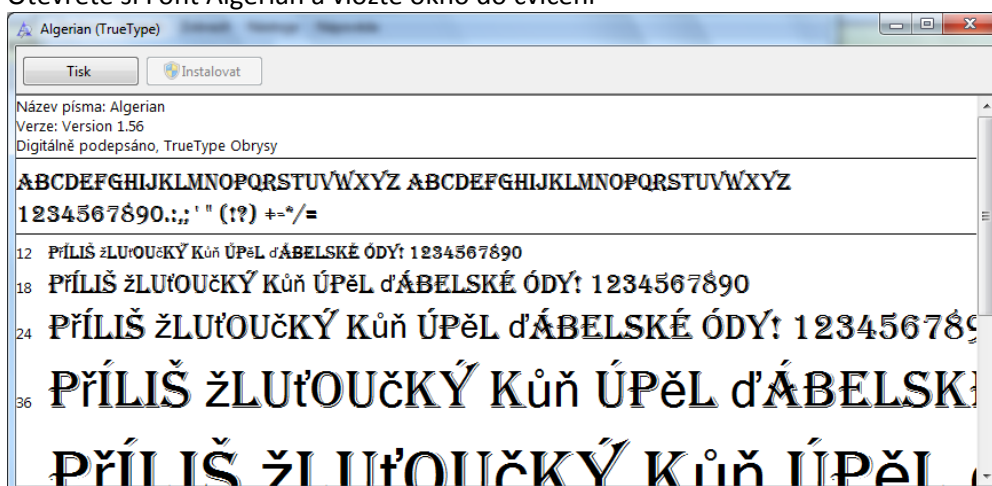 Otevřete si Font Algerian a vložte okno do cvičení
Algerian (TrueType)
Tisk
Instalovat
Název písma: Algerian
Verze: Version 1.56
Digitálně podepsáno, TrueType Obrysy
ABCDEFGHIJKLMNOPQRSTUVWXYZ ABCDEFGHIJKLMNOPQRSTUVWXYZ
1234567890.:,; ' " (!?) +-*/=
12 PříLIŠ žLUťOUčKÝ Kůň ÚPěL ďÁBELSKÉ ÓDY! 1234567890
18 PříLIŠ žLUťOUčKÝ Kůň ÚPěL ďÁBELSKÉ ÓDY! 1234567890
24 PříLIŠ žLUťOUčKÝ Kůň ÚPěL ďÁBELSKÉ ÓDY! 123456789
36 PříLIŠ žLUťOUčKÝ Kůň ÚPěL ďÁBELSK
PříLIŠ žLUťOUčKÝ Kůň ÚPěL